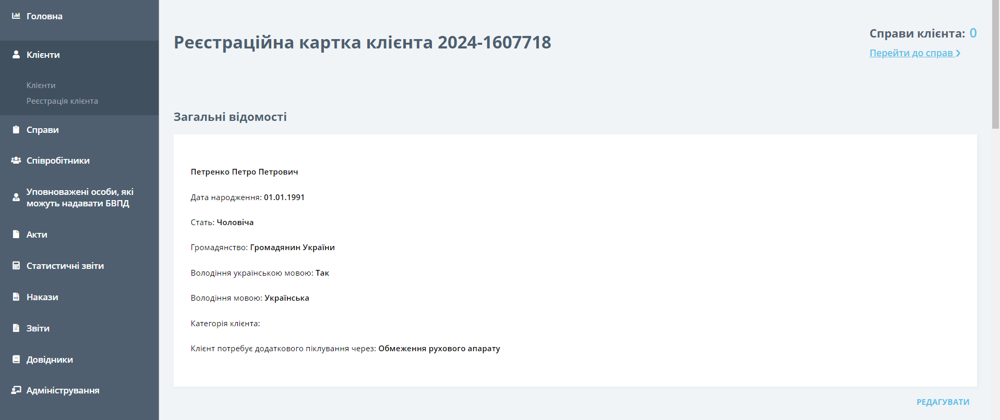 Головна
Клієнти
Клієнти
Реєстрація клієнта
Справи
Співробітники
Уповноважені особи, які
можуть надавати БВПД
Акти
Статистичні звіти
Накази
Звіти
Довідники
Адміністрування
Реєстраційна картка клієнта 2024-1607718
Справи клієнта: 0
Перейти до справ
Загальні відомості
Петренко Петро Петрович
Дата народження: 01.01.1991
Стать: Чоловіча
Громадянство: Громадянин України
Володіння українською мовою: Так
Володіння мовою: Українська
Категорія клієнта:
Клієнт потребує додаткового піклування через: Обмеження рухового апарату
РЕДАГУВАТИ